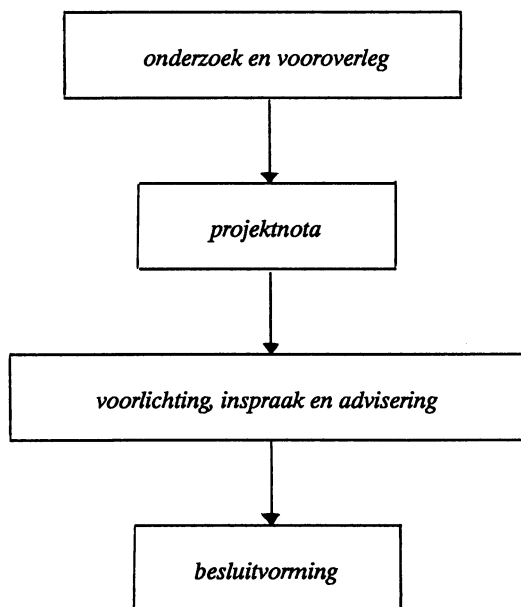 onderzoek en vooroverleg
projektnota
voorlichting, inspraak en advisering
besluitvorming